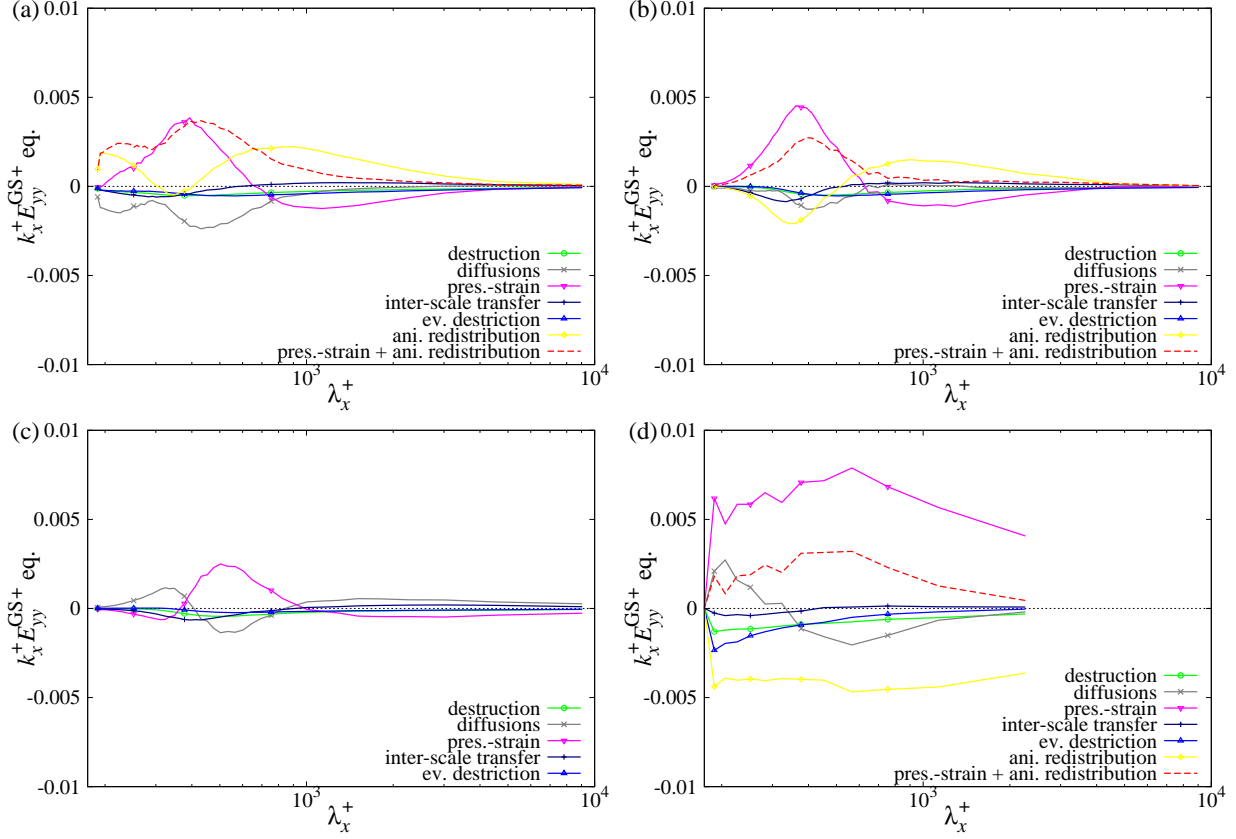 (a)
0.01
0.005
0
-0.005
-0.01
k_x^+ E_yy^GS+ eq.
destruction
diffusions
pres.-strain
inter-scale transfer
ev. destriction
ani. redistribution
pres.-strain + ani. redistribution
10^3
10^4
λ_x^+
(b)
0.01
0.005
0
-0.005
-0.01
k_x^+ E_yy^GS+ eq.
destruction
diffusions
pres.-strain
inter-scale transfer
ev. destriction
ani. redistribution
pres.-strain + ani. redistribution
10^3
10^4
λ_x^+
(c)
0.01
0.005
0
-0.005
-0.01
k_x^+ E_yy^GS+ eq.
destruction
diffusions
pres.-strain
inter-scale transfer
ev. destriction
10^3
10^4
λ_x^+
(d)
0.01
0.005
0
-0.005
-0.01
k_x^+ E_yy^GS+ eq.
destruction
diffusions
pres.-strain
inter-scale transfer
ev. destriction
ani. redistribution
pres.-strain + ani. redistribution
10^3
10^4
λ_x^+